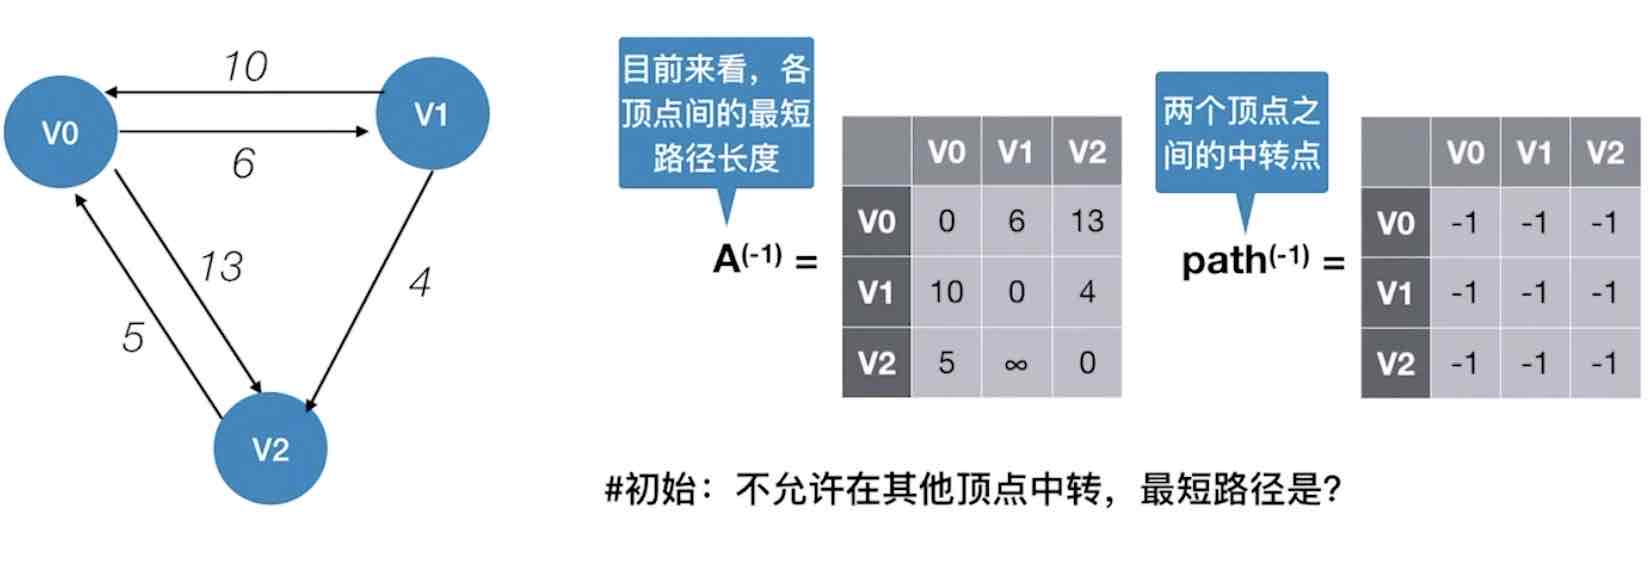 10
V0
V1
6
13
4
5
V2
目前来看，各
顶点间的最短
路径长度
A(-1) =
V0 V1 V2
V0 0 6 13
V1 10 0 4
V2 5 ∞ 0
两个顶点之
间的中转点
path(-1) =
V0 V1 V2
V0 -1 -1 -1
V1 -1 -1 -1
V2 -1 -1 -1
#初始：不允许在其他顶点中转，最短路径是?